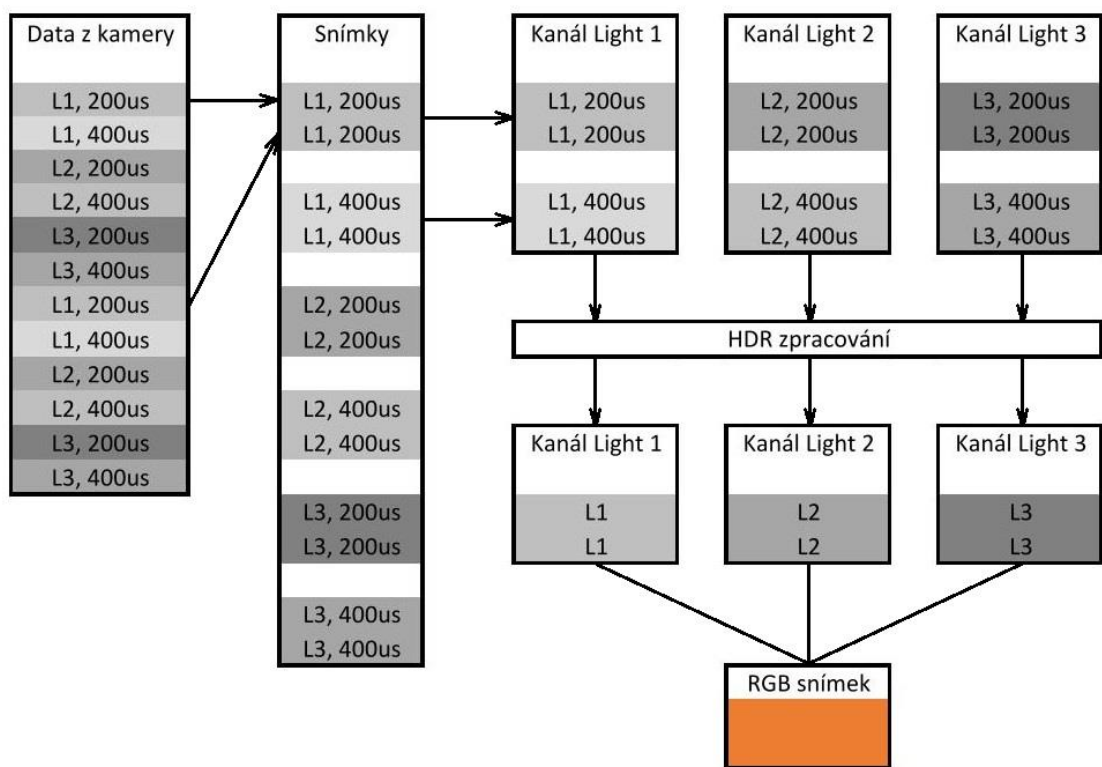 Data z kamery
L1, 200us
L1, 400us
L2, 200us
L2, 400us
L3, 200us
L3, 400us
L1, 200us
L1, 400us
L2, 200us
L2, 400us
L3, 200us
L3, 400us
Snímky
L1, 200us
L1, 200us
L1, 400us
L1, 400us
L2, 200us
L2, 200us
L2, 400us
L2, 400us
L3, 200us
L3, 200us
L3, 400us
L3, 400us
Kanál Light 1
L1, 200us
L1, 200us
L1, 400us
L1, 400us
Kanál Light 2
L2, 200us
L2, 200us
L2, 400us
L2, 400us
Kanál Light 3
L3, 200us
L3, 200us
L3, 400us
L3, 400us
HDR zpracování
Kanál Light 1
L1
L1
Kanál Light 2
L2
L2
Kanál Light 3
L3
L3
RGB snímek